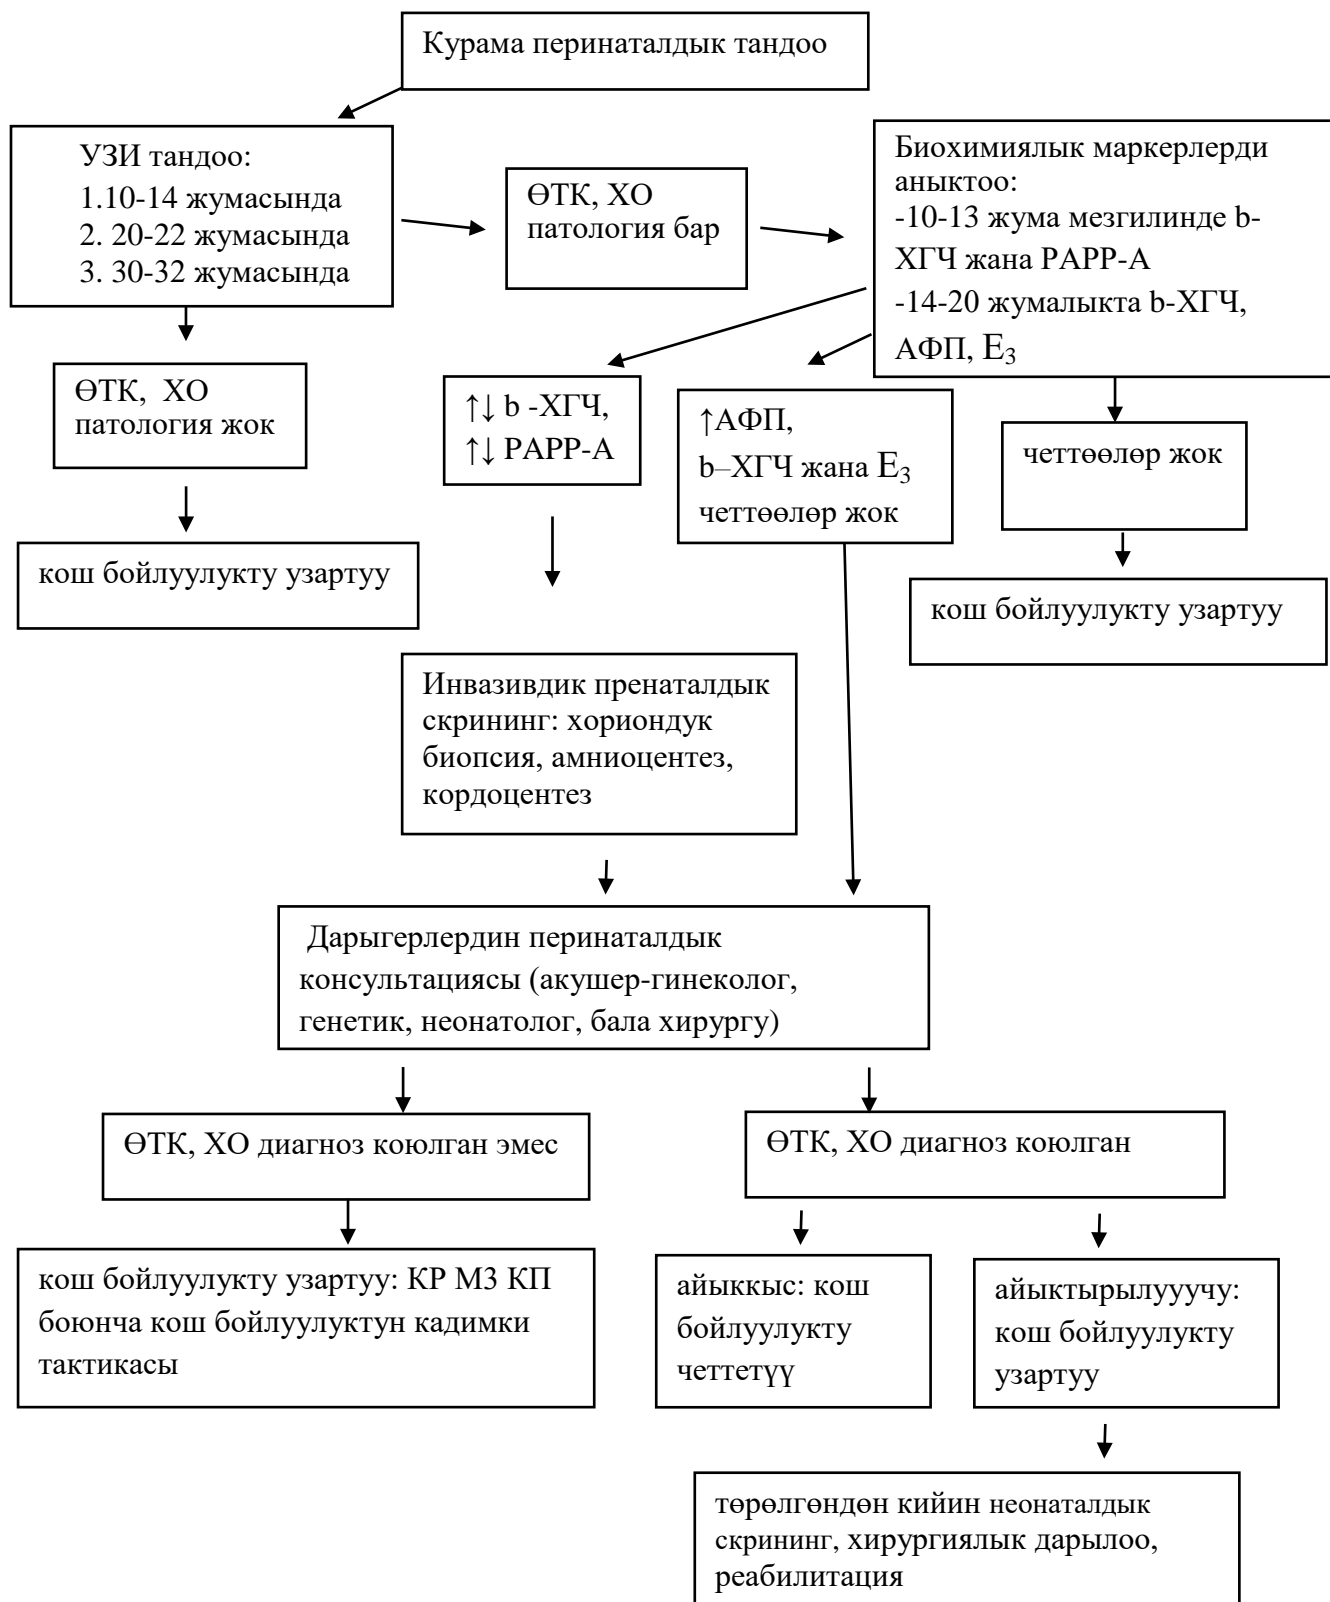 Курама перинаталдык тандоо
УЗИ тандоо:
1.10-14 жумасында
2. 20-22 жумасында
3. 30-32 жумасында
ӨТК, ХО
патология бар
Биохимиялык маркерлерди
аныктоо:
-10-13 жума мезгилинде b-
ХГЧ жана PAPP-A
-14-20 жумалыкта b-ХГЧ,
АФП, E₃
ӨТК, ХО
патология жок
↑↓ b -ХГЧ,
↑↓ PAPP-A
↑АФП,
b–ХГЧ жана E₃
четтөөлөр жок
четтөөлөр жок
кош бойлуулукту узартуу
кош бойлуулукту узартуу
Инвазивдик пренаталдык
скрининг: хориондук
биопсия, амниоцентез,
кордоцентез
Дарыгерлердин перинаталдык
консультациясы (акушер-гинеколог,
генетик, неонатолог, бала хирургу)
ӨТК, ХО диагноз коюлган эмес
ӨТК, ХО диагноз коюлган
кош бойлуулукту узартуу: КР МЗ КП
боюнча кош бойлуулуктун кадимки
тактикасы
айыккыс: кош
бойлуулукту
четтетүү
айыктырылууучу:
кош бойлуулукту
узартуу
төрөлгөндөн кийин неонаталдык
скрининг, хирургиялык дарылоо,
реабилитация